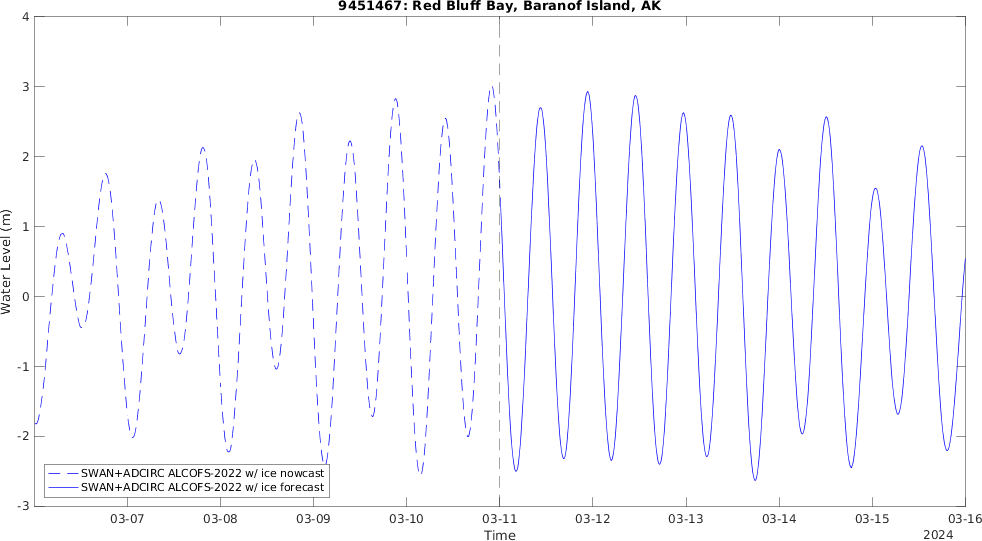 9451467: Red Bluff Bay, Baranof Island, AK
4
3
2
1
0
-1
-2
-3
Water Level (m)
SWAN+ADCIRC ALCOFS-2022 w/ ice nowcast
SWAN+ADCIRC ALCOFS-2022 w/ ice forecast
03-07 03-08 03-09 03-10 03-11 03-12 03-13 03-14 03-15 03-16
Time
2024